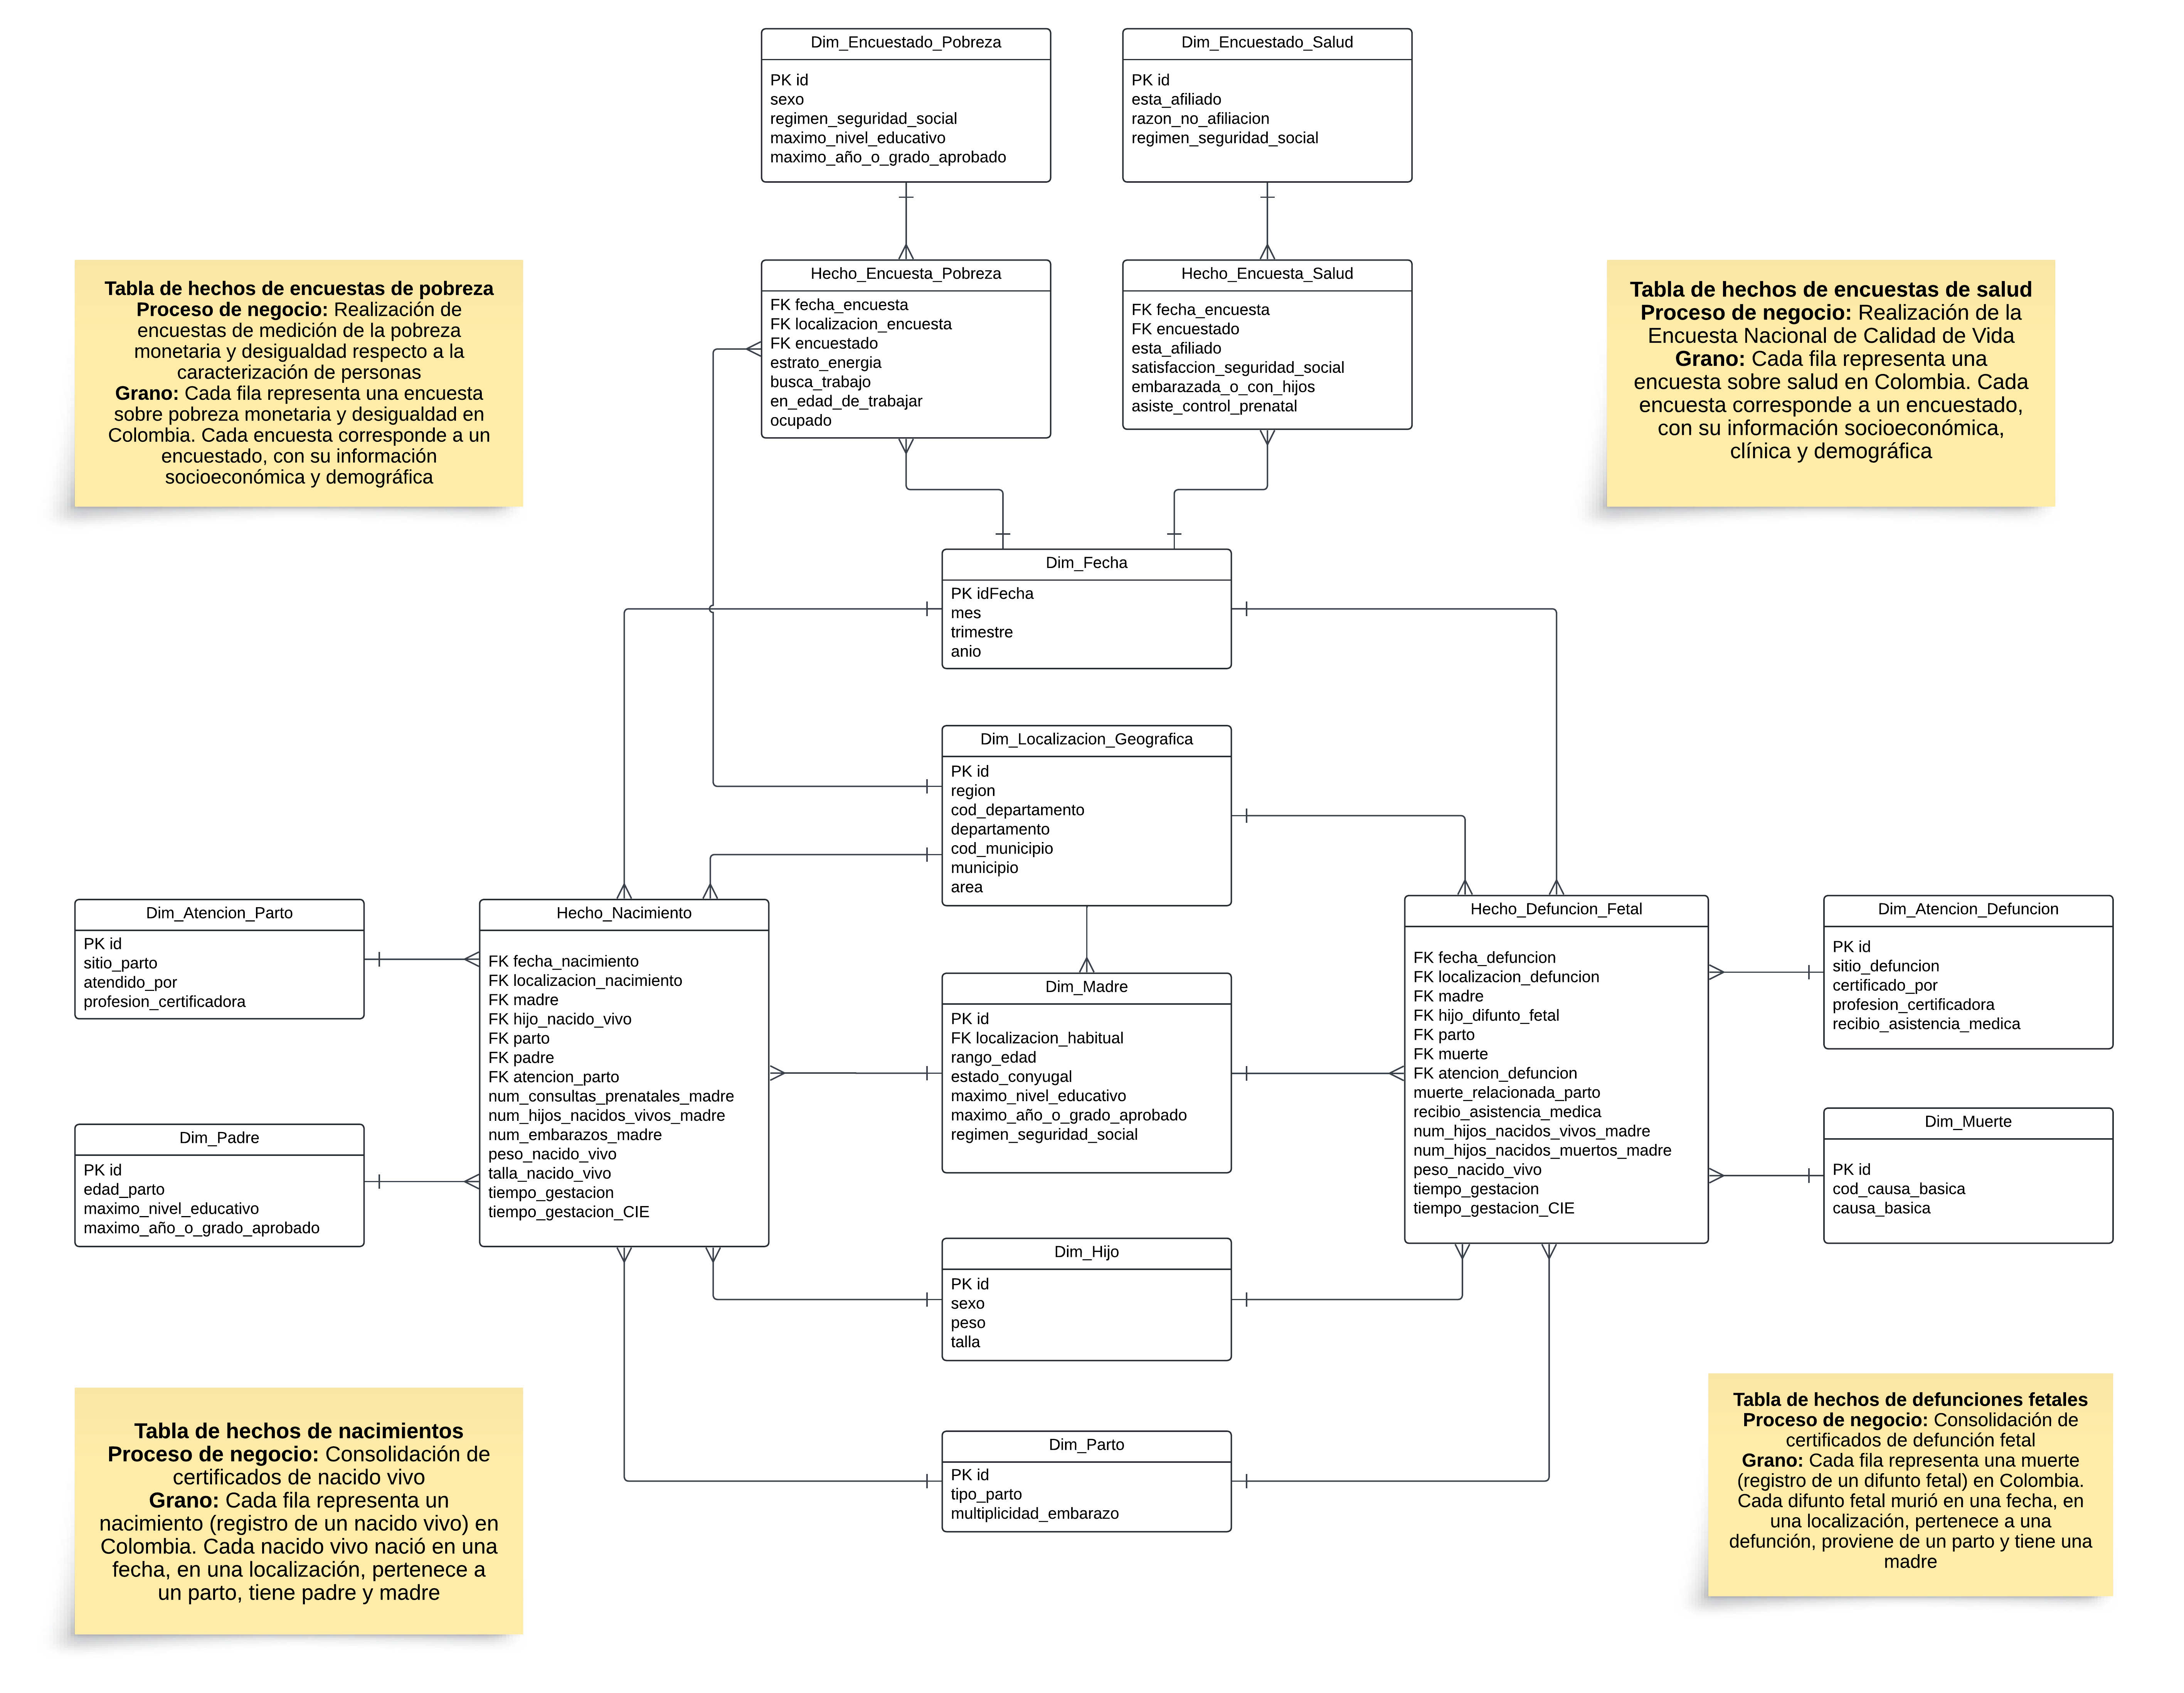 Dim_Encuestado_Pobreza
PK id
sexo
regimen_seguridad_social
maximo_nivel_educativo
maximo_año_o_grado_aprobado
Dim_Encuestado_Salud
PK id
esta_afiliado
razon_no_afiliacion
regimen_seguridad_social
Tabla de hechos de encuestas de pobreza
Proceso de negocio: Realización de
encuestas de medición de la pobreza
monetaria y desigualdad respecto a la
caracterización de personas
Grano: Cada fila representa una encuesta
sobre pobreza monetaria y desigualdad en
Colombia. Cada encuesta corresponde a un
encuestado, con su información
socioeconómica y demográfica
Hecho_Encuesta_Pobreza
FK fecha_encuesta
FK localizacion_encuesta
FK encuestado
estrato_energia
busca_trabajo
en_edad_de_trabajar
ocupado
Hecho_Encuesta_Salud
FK fecha_encuesta
FK encuestado
esta_afiliado
satisfaccion_seguridad_social
embarazada_o_con_hijos
asiste_control_prenatal
Tabla de hechos de encuestas de salud
Proceso de negocio: Realización de la
Encuesta Nacional de Calidad de Vida
Grano: Cada fila representa una
encuesta sobre salud en Colombia. Cada
encuesta corresponde a un encuestado,
con su información socioeconómica,
clínica y demográfica
Dim_Fecha
PK idFecha
mes
trimestre
anio
Dim_Localizacion_Geografica
PK id
region
cod_departamento
departamento
cod_municipio
municipio
area
Dim_Atencion_Parto
PK id
sitio_parto
atendido_por
profesion_certificadora
Hecho_Nacimiento
FK fecha_nacimiento
FK localizacion_nacimiento
FK madre
FK hijo_nacido_vivo
FK parto
FK padre
FK atencion_parto
num_consultas_prenatales_madre
num_hijos_nacidos_vivos_madre
num_embarazos_madre
peso_nacido_vivo
talla_nacido_vivo
tiempo_gestacion
tiempo_gestacion_CIE
Dim_Madre
PK id
FK localizacion_habitual
rango_edad
estado_conyugal
maximo_nivel_educativo
maximo_año_o_grado_aprobado
regimen_seguridad_social
Hecho_Defuncion_Fetal
FK fecha_defuncion
FK localizacion_defuncion
FK madre
FK hijo_difunto_fetal
FK parto
FK muerte
FK atencion_defuncion
muerte_relacionada_parto
recibio_asistencia_medica
num_hijos_nacidos_vivos_madre
num_hijos_nacidos_muertos_madre
peso_nacido_vivo
tiempo_gestacion
tiempo_gestacion_CIE
Dim_Atencion_Defuncion
PK id
sitio_defuncion
certificado_por
profesion_certificadora
recibio_asistencia_medica
Dim_Padre
PK id
edad_parto
maximo_nivel_educativo
maximo_año_o_grado_aprobado
Dim_Muerte
PK id
cod_causa_basica
causa_basica
Dim_Hijo
PK id
sexo
peso
talla
Tabla de hechos de nacimientos
Proceso de negocio: Consolidación de
certificados de nacido vivo
Grano: Cada fila representa un
nacimiento (registro de un nacido vivo) en
Colombia. Cada nacido vivo nació en una
fecha, en una localización, pertenece a
un parto, tiene padre y madre
Dim_Parto
PK id
tipo_parto
multiplicidad_embarazo
Tabla de hechos de defunciones fetales
Proceso de negocio: Consolidación de
certificados de defunción fetal
Grano: Cada fila representa una muerte
(registro de un difunto fetal) en Colombia.
Cada difunto fetal murió en una fecha, en
una localización, pertenece a una
defunción, proviene de un parto y tiene una
madre